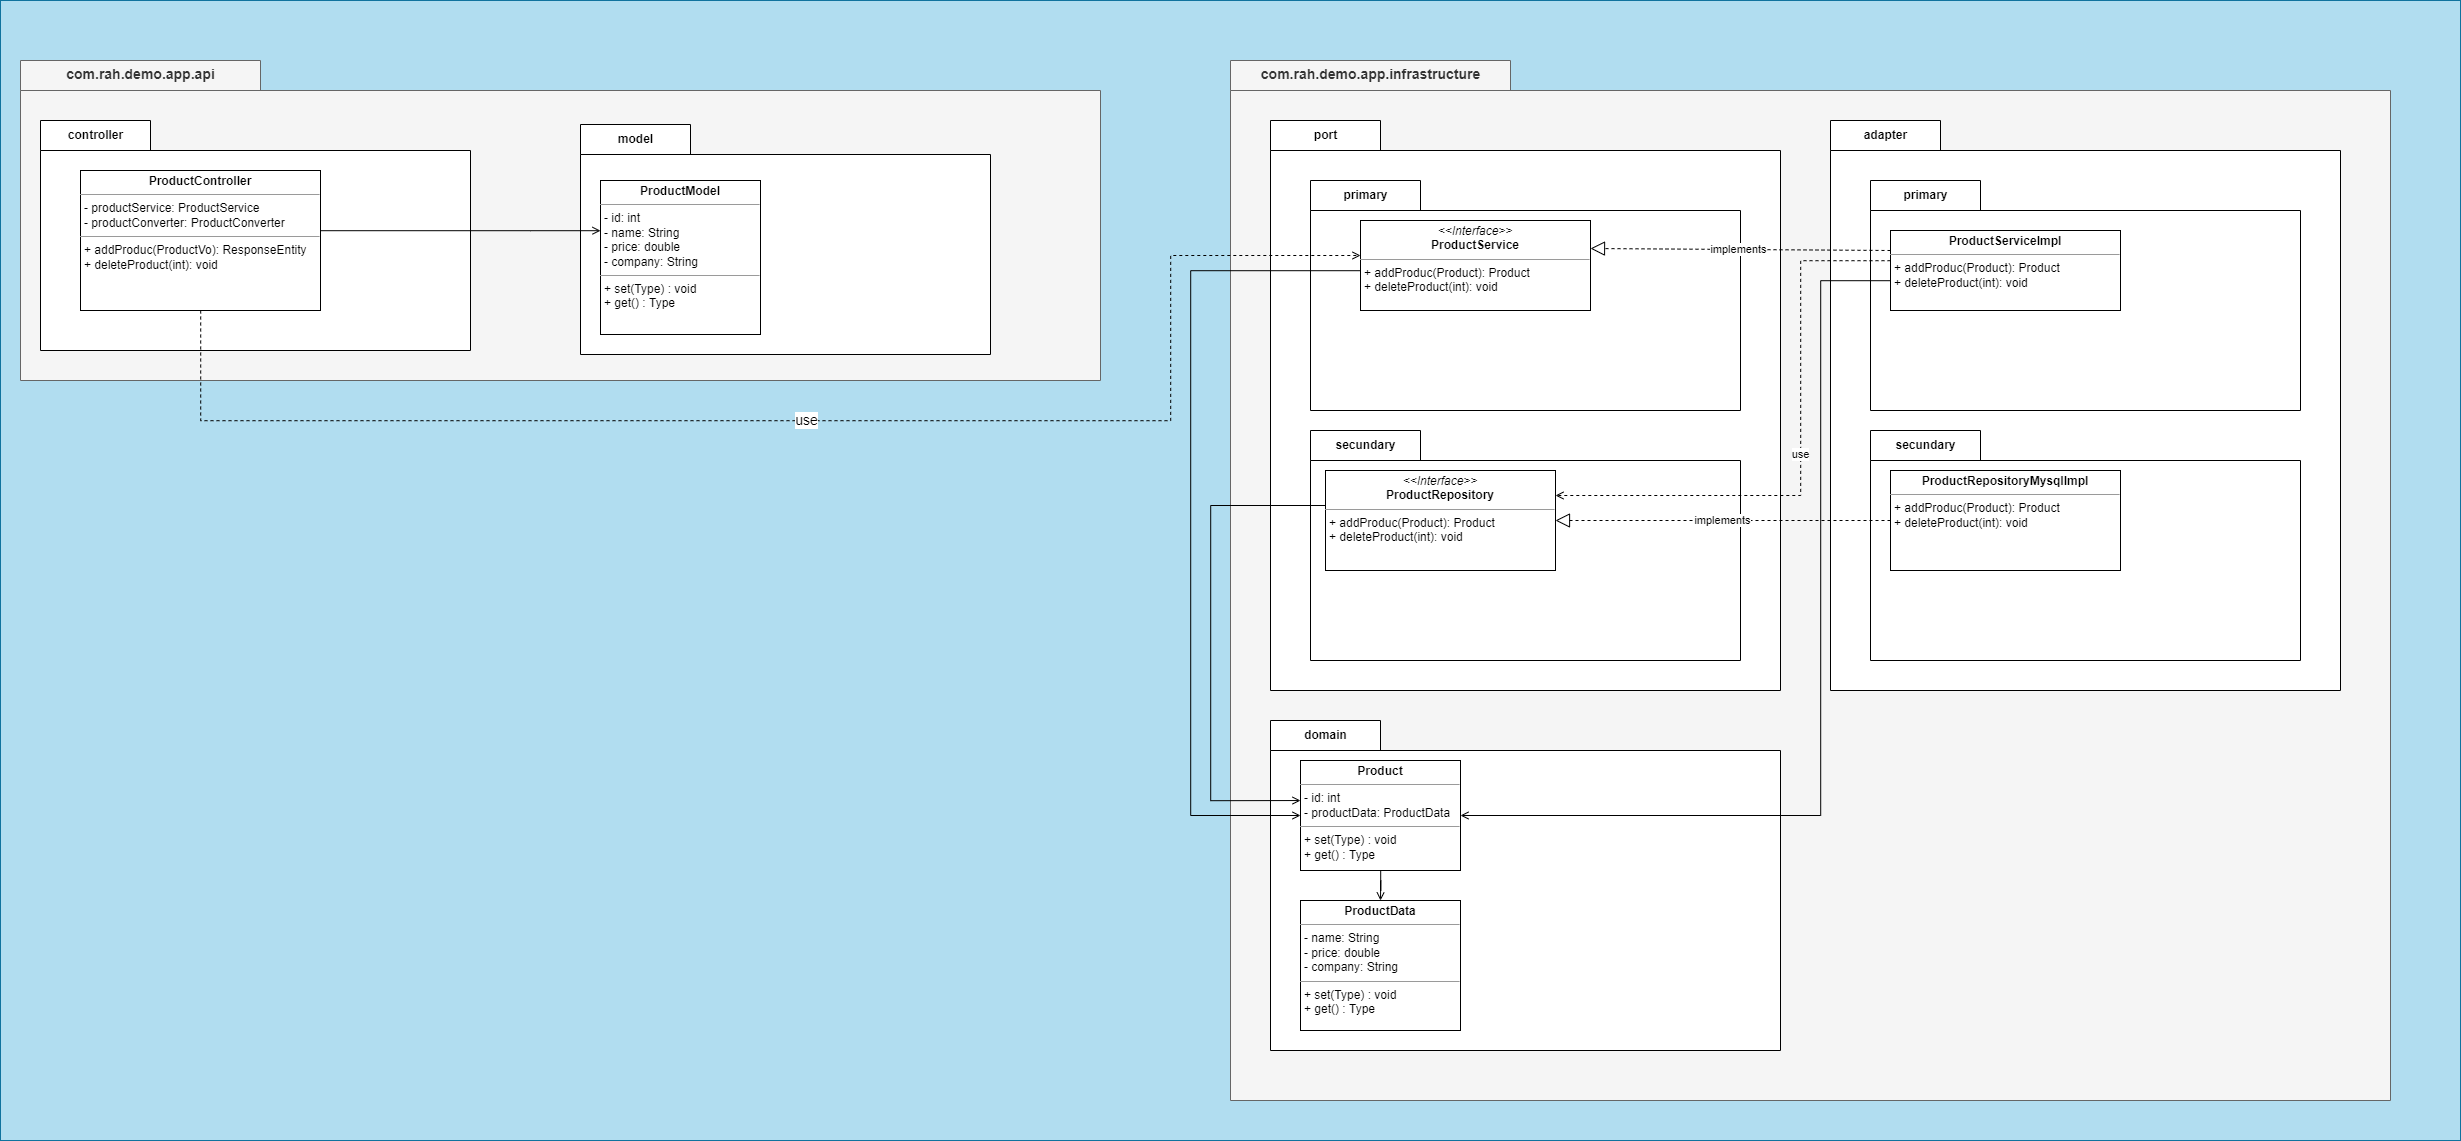 com.rah.demo.app.api
controller
ProductController
- productService: ProductService
- productConverter: ProductConverter
+ addProduc(ProductVo): ResponseEntity
+ deleteProduct(int): void
model
ProductModel
- id: int
- name: String
- price: double
- company: String
+ set(Type) : void
+ get() : Type
use
com.rah.demo.app.infrastructure
port
primary
<<Interface>>
ProductService
+ addProduc(Product): Product
+ deleteProduct(int): void
implements
adapter
primary
ProductServiceImpl
+ addProduc(Product): Product
+ deleteProduct(int): void
use
secundary
<<Interface>>
ProductRepository
+ addProduc(Product): Product
+ deleteProduct(int): void
implements
secundary
ProductRepositoryMysqlImpl
+ addProduc(Product): Product
+ deleteProduct(int): void
domain
Product
- id: int
- productData: ProductData
+ set(Type) : void
+ get() : Type
ProductData
- name: String
- price: double
- company: String
+ set(Type) : void
+ get() : Type